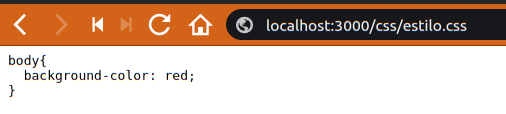 localhost:3000/css/estilo.css
body{
  background-color: red;
}